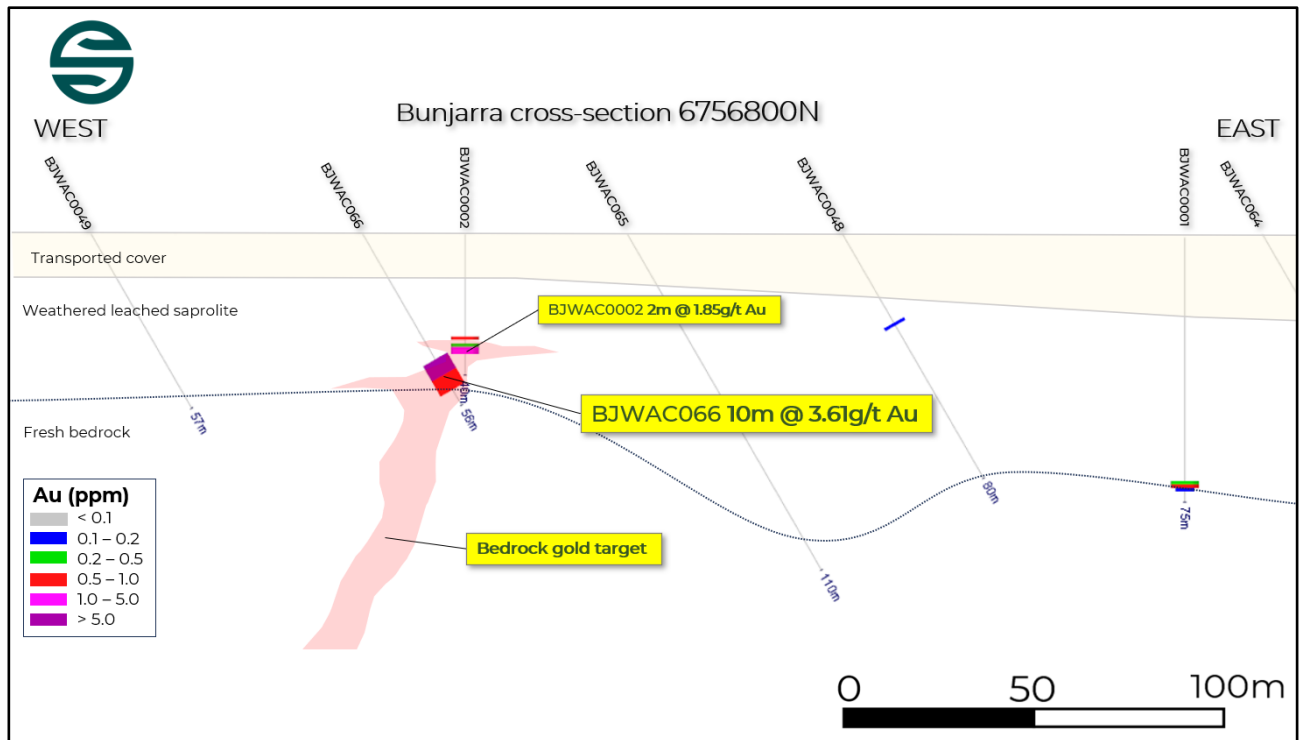 Bunjarra cross-section 6756800N
WEST
EAST
BJWAC0049
BJWAC066
BJWAC0002
BJWAC065
BJWAC0048
BJWAC0001
BJWAC064
Transported cover
Weathered leached saprolite
BJWAC0002 2m @ 1.85g/t Au
BJWAC066 10m @ 3.61g/t Au
40m
56m
57m
Fresh bedrock
80m
75m
110m
Bedrock gold target
Au (ppm)
< 0.1
0.1 – 0.2
0.2 – 0.5
0.5 – 1.0
1.0 – 5.0
> 5.0
0 50 100m